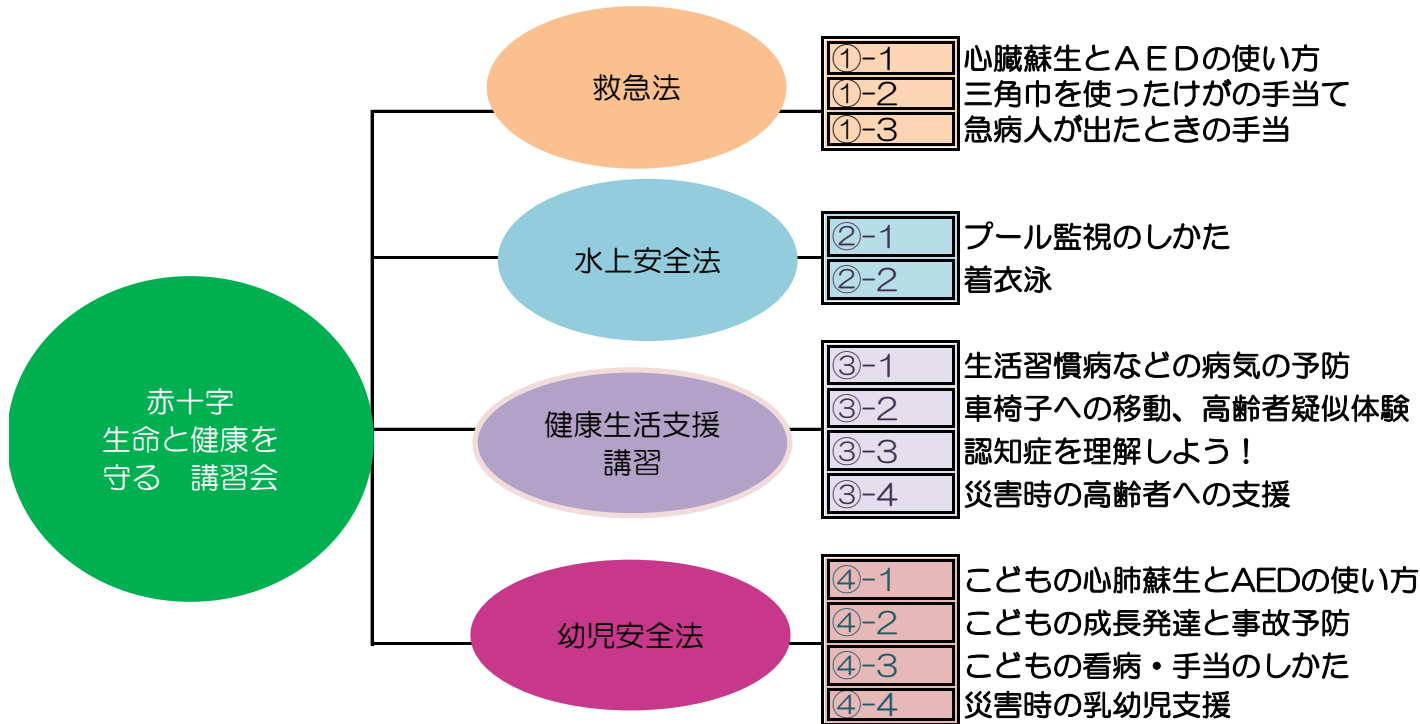 赤十字
生命と健康を
守る　講習会
救急法
①-1 心臓蘇生とＡＥＤの使い方
①-2 三角巾を使ったけがの手当て
①-3 急病人が出たときの手当
水上安全法
②-1 プール監視のしかた
②-2 着衣泳
健康生活支援
講習
③-1 生活習慣病などの病気の予防
③-2 車椅子への移動、高齢者疑似体験
③-3 認知症を理解しよう！
③-4 災害時の高齢者への支援
幼児安全法
④-1 こどもの心肺蘇生とAEDの使い方
④-2 こどもの成長発達と事故予防
④-3 こどもの看病・手当のしかた
④-4 災害時の乳幼児支援